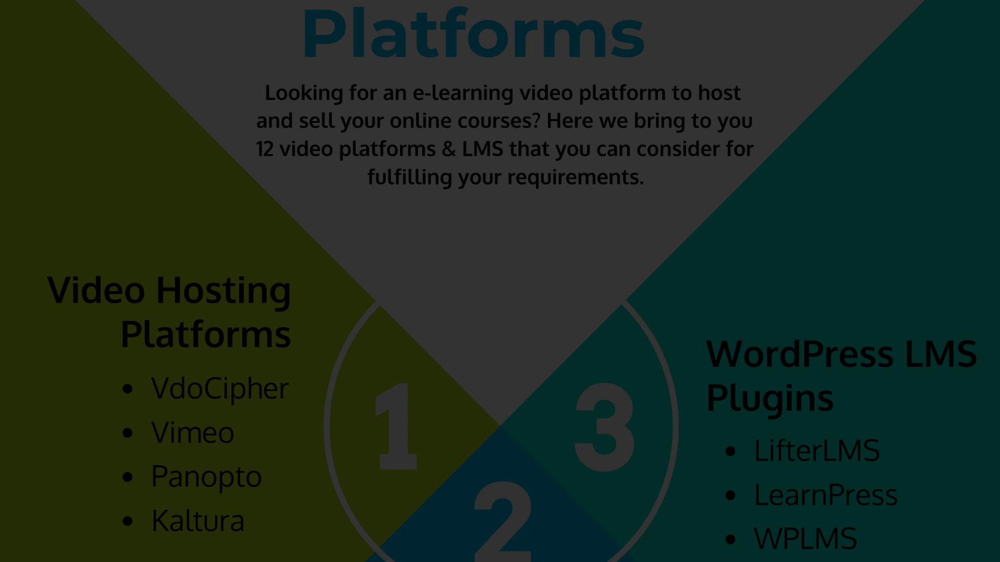 Platforms
Looking for an e-learning video platform to host
and sell your online courses? Here we bring to you
12 video platforms & LMS that you can consider for
fulfilling your requirements.
Video Hosting
Platforms
• VdoCipher
• Vimeo
• Panopto
• Kaltura
1
2
3
WordPress LMS
Plugins
• LifterLMS
• LearnPress
• WPLMS